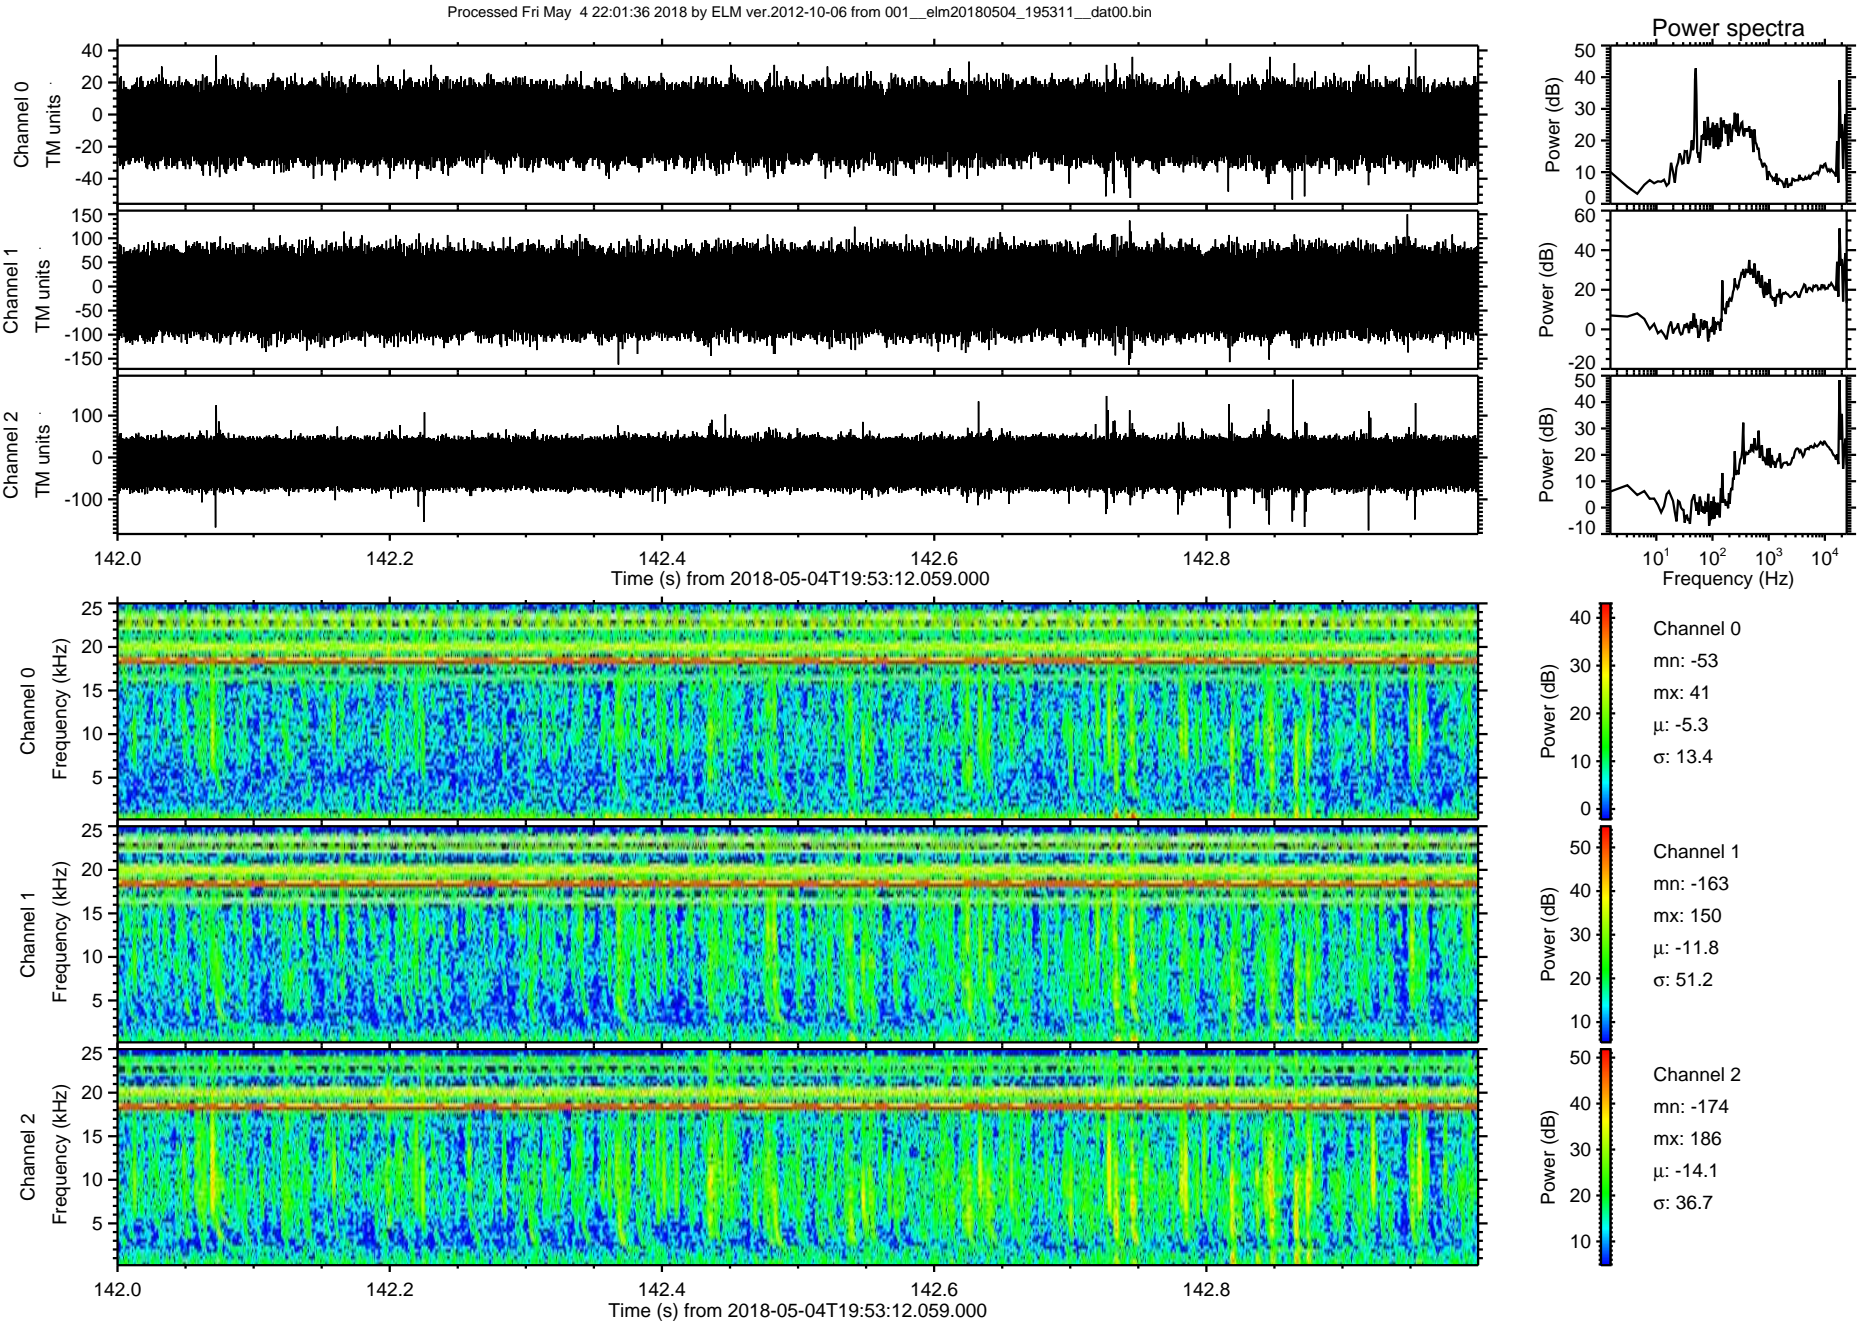 Processed Fri May  4 22:01:36 2018 by ELM ver.2012-10-06 from 001__elm20180504_195311__dat00.bin
Power spectra
Channel 0
TM units
40
20
0
-20
-40
Power (dB)
50
40
30
20
10
0
Channel 1
TM units
150
100
50
0
-50
-100
-150
Power (dB)
60
40
20
0
-20
Channel 2
TM units
100
0
-100
Power (dB)
50
40
30
20
10
0
-10
142.0 142.2 142.4 142.6 142.8
Time (s) from 2018-05-04T19:53:12.059.000
10^1 10^2 10^3 10^4
Frequency (Hz)
Channel 0
Frequency (kHz)
25
20
15
10
5
Power (dB)
40
30
20
10
0
Channel 0
mn: -53
mx: 41
μ: -5.3
σ: 13.4
Channel 1
Frequency (kHz)
25
20
15
10
5
Power (dB)
50
40
30
20
10
Channel 1
mn: -163
mx: 150
μ: -11.8
σ: 51.2
Channel 2
Frequency (kHz)
25
20
15
10
5
Power (dB)
50
40
30
20
10
Channel 2
mn: -174
mx: 186
μ: -14.1
σ: 36.7
142.0 142.2 142.4 142.6 142.8
Time (s) from 2018-05-04T19:53:12.059.000